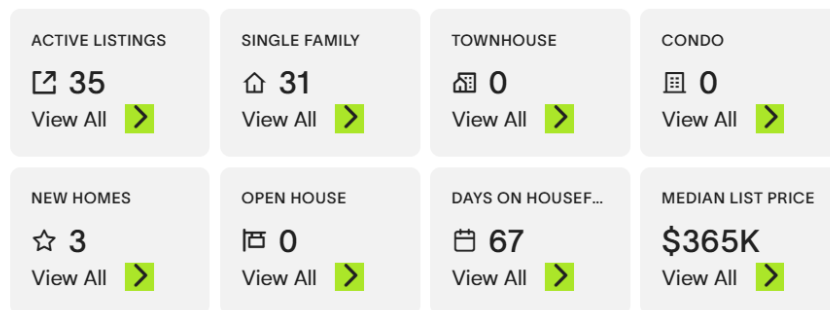 ACTIVE LISTINGS
35
View All
SINGLE FAMILY
31
View All
TOWNHOUSE
0
View All
CONDO
0
View All
NEW HOMES
3
View All
OPEN HOUSE
0
View All
DAYS ON HOUSEF...
67
View All
MEDIAN LIST PRICE
$365K
View All